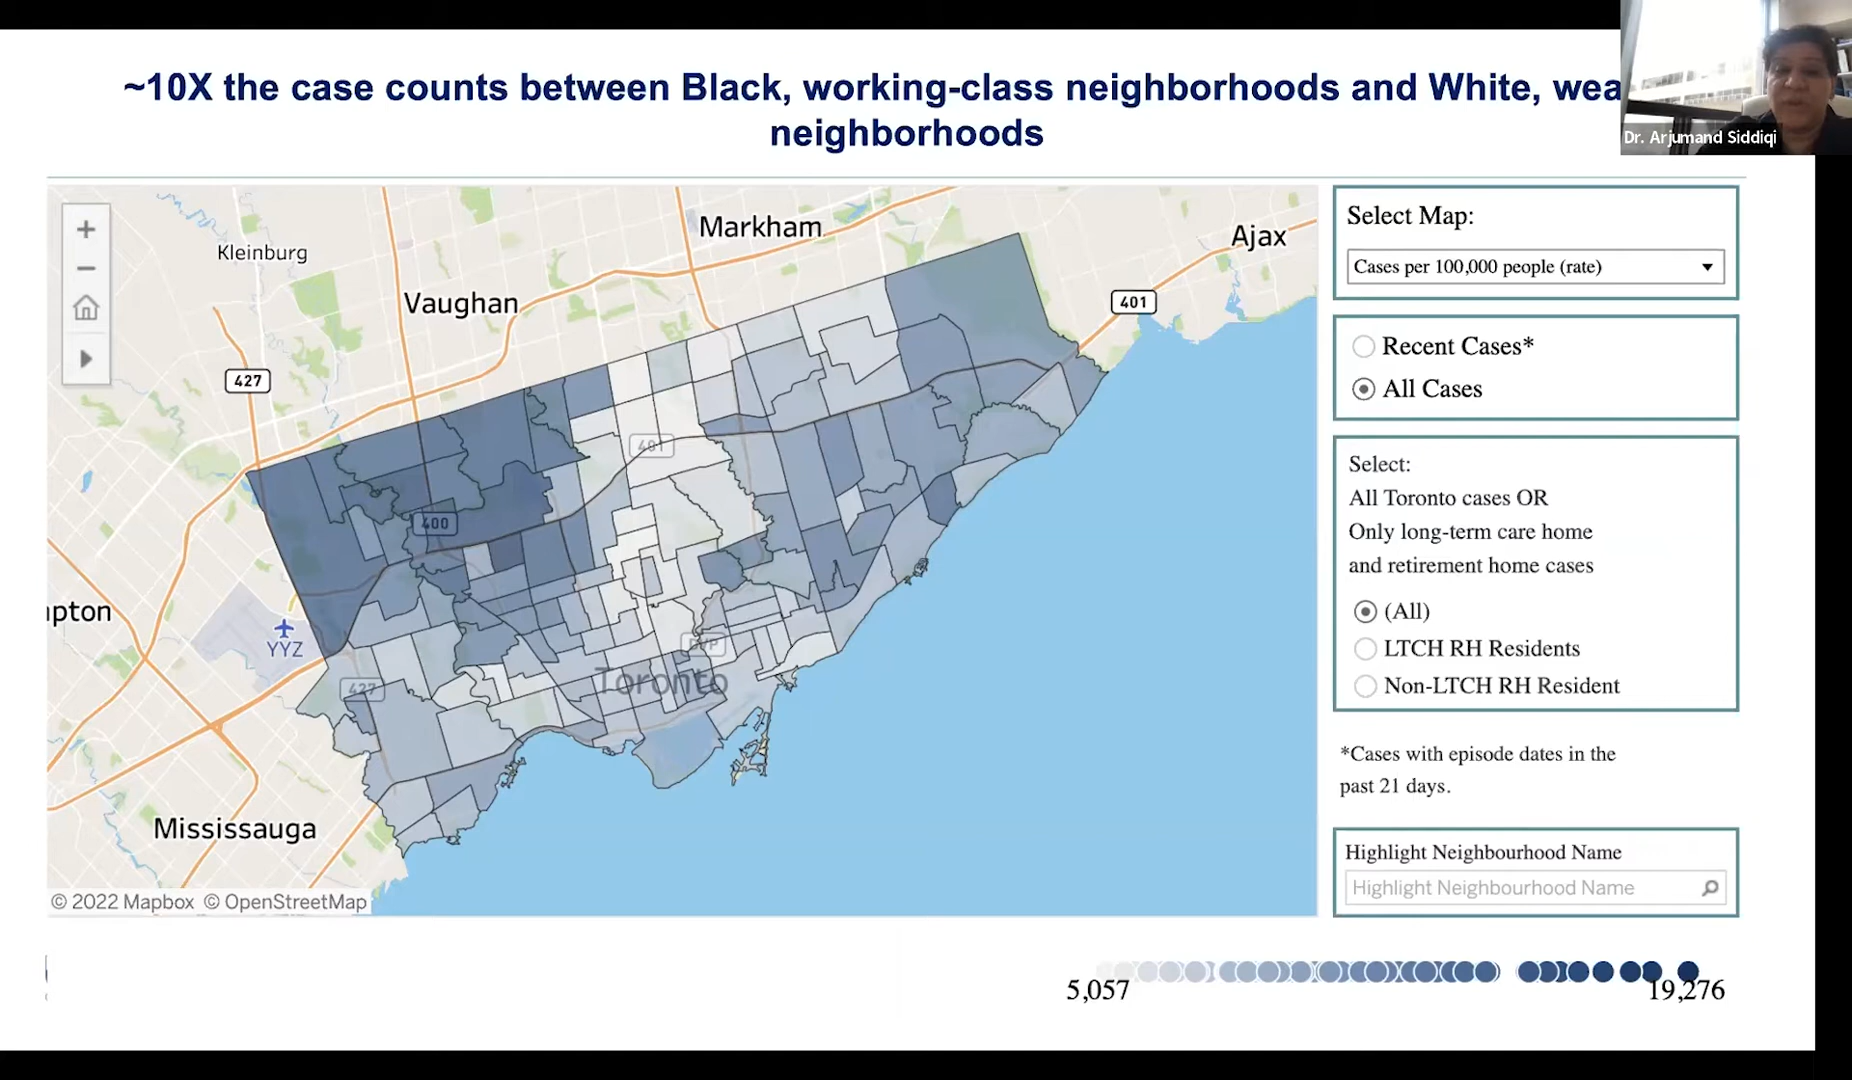 ~10X the case counts between Black, working-class neighborhoods and White, wea
neighborhoods
Dr. Arjumand Siddiqi
Kleinburg
Markham
Ajax
Vaughan
401
427
401
400
pton
YYZ
DVP
427
Toronto
Mississauga
© 2022 Mapbox © OpenStreetMap
Select Map:
Cases per 100,000 people (rate)
Recent Cases*
All Cases
Select:
All Toronto cases OR
Only long-term care home
and retirement home cases
(All)
LTCH RH Residents
Non-LTCH RH Resident
*Cases with episode dates in the
past 21 days.
Highlight Neighbourhood Name
Highlight Neighbourhood Name
5,057
19,276